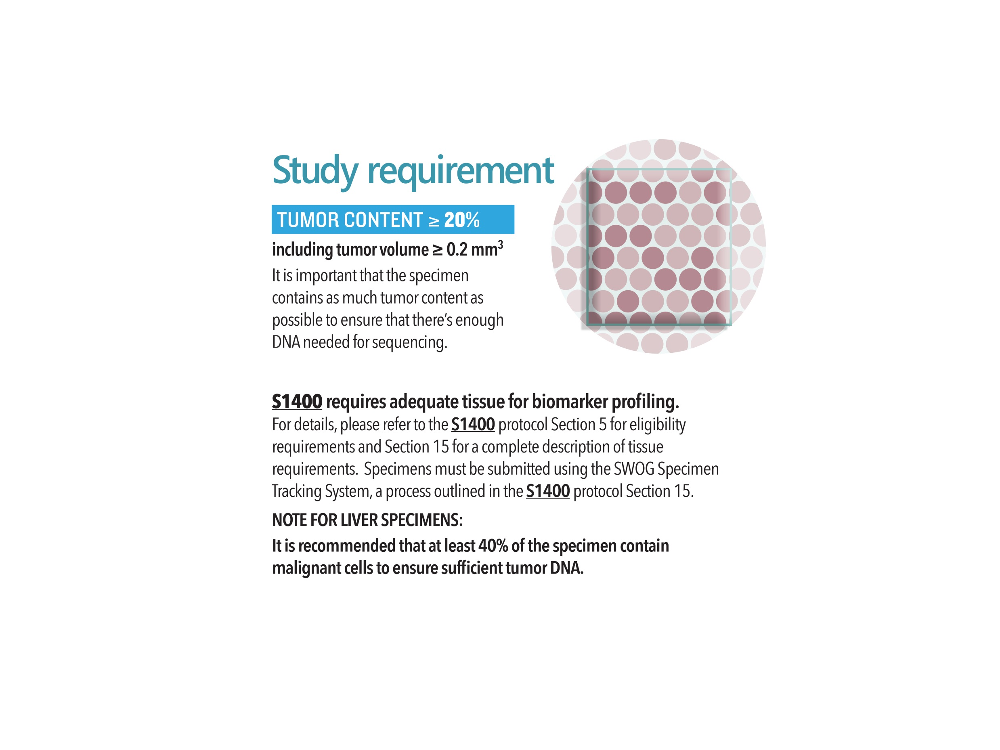 Study requirement
TUMOR CONTENT ≥ 20%
including tumor volume ≥ 0.2 mm³
It is important that the specimen
contains as much tumor content as
possible to ensure that there's enough
DNA needed for sequencing.
S1400 requires adequate tissue for biomarker profiling.
For details, please refer to the S1400 protocol Section 5 for eligibility
requirements and Section 15 for a complete description of tissue
requirements.  Specimens must be submitted using the SWOG Specimen
Tracking System, a process outlined in the S1400 protocol Section 15.
NOTE FOR LIVER SPECIMENS:
It is recommended that at least 40% of the specimen contain
malignant cells to ensure sufficient tumor DNA.